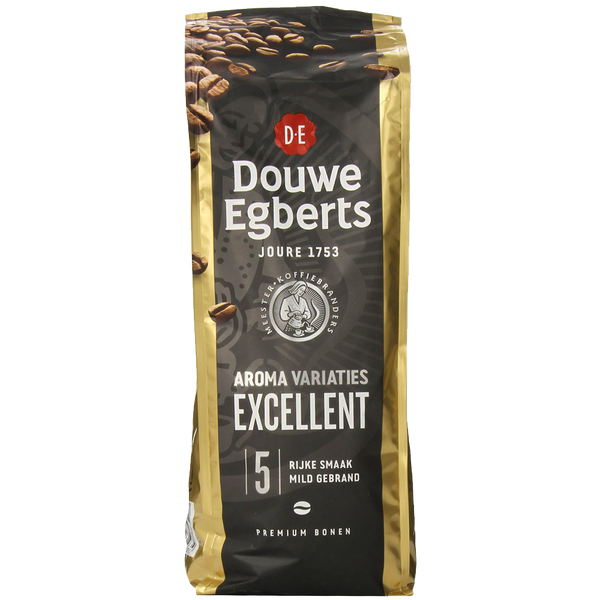 D·E
Douwe
Egberts
JOURE 1753
MEESTER·KOFFIEBRANDERS
AROMA VARIATIES
EXCELLENT
5
RIJKE SMAAK
MILD GEBRAND
PREMIUM BONEN